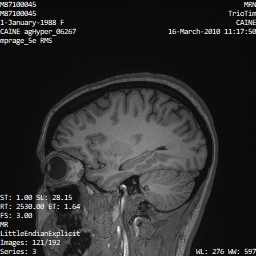 M87100045
M87100045
1-January-1988 F
CAINE agHyper_06267
mprage_5e RMS
MRN
TrioTim
CAINE
16-March-2010 11:17:50
ST: 1.00 SL: 28.15
RT: 2530.00 ET: 1.64
FS: 3.00
MR
LittleEndianExplicit
Images: 121/192
Series: 3
WL: 276 WW: 597